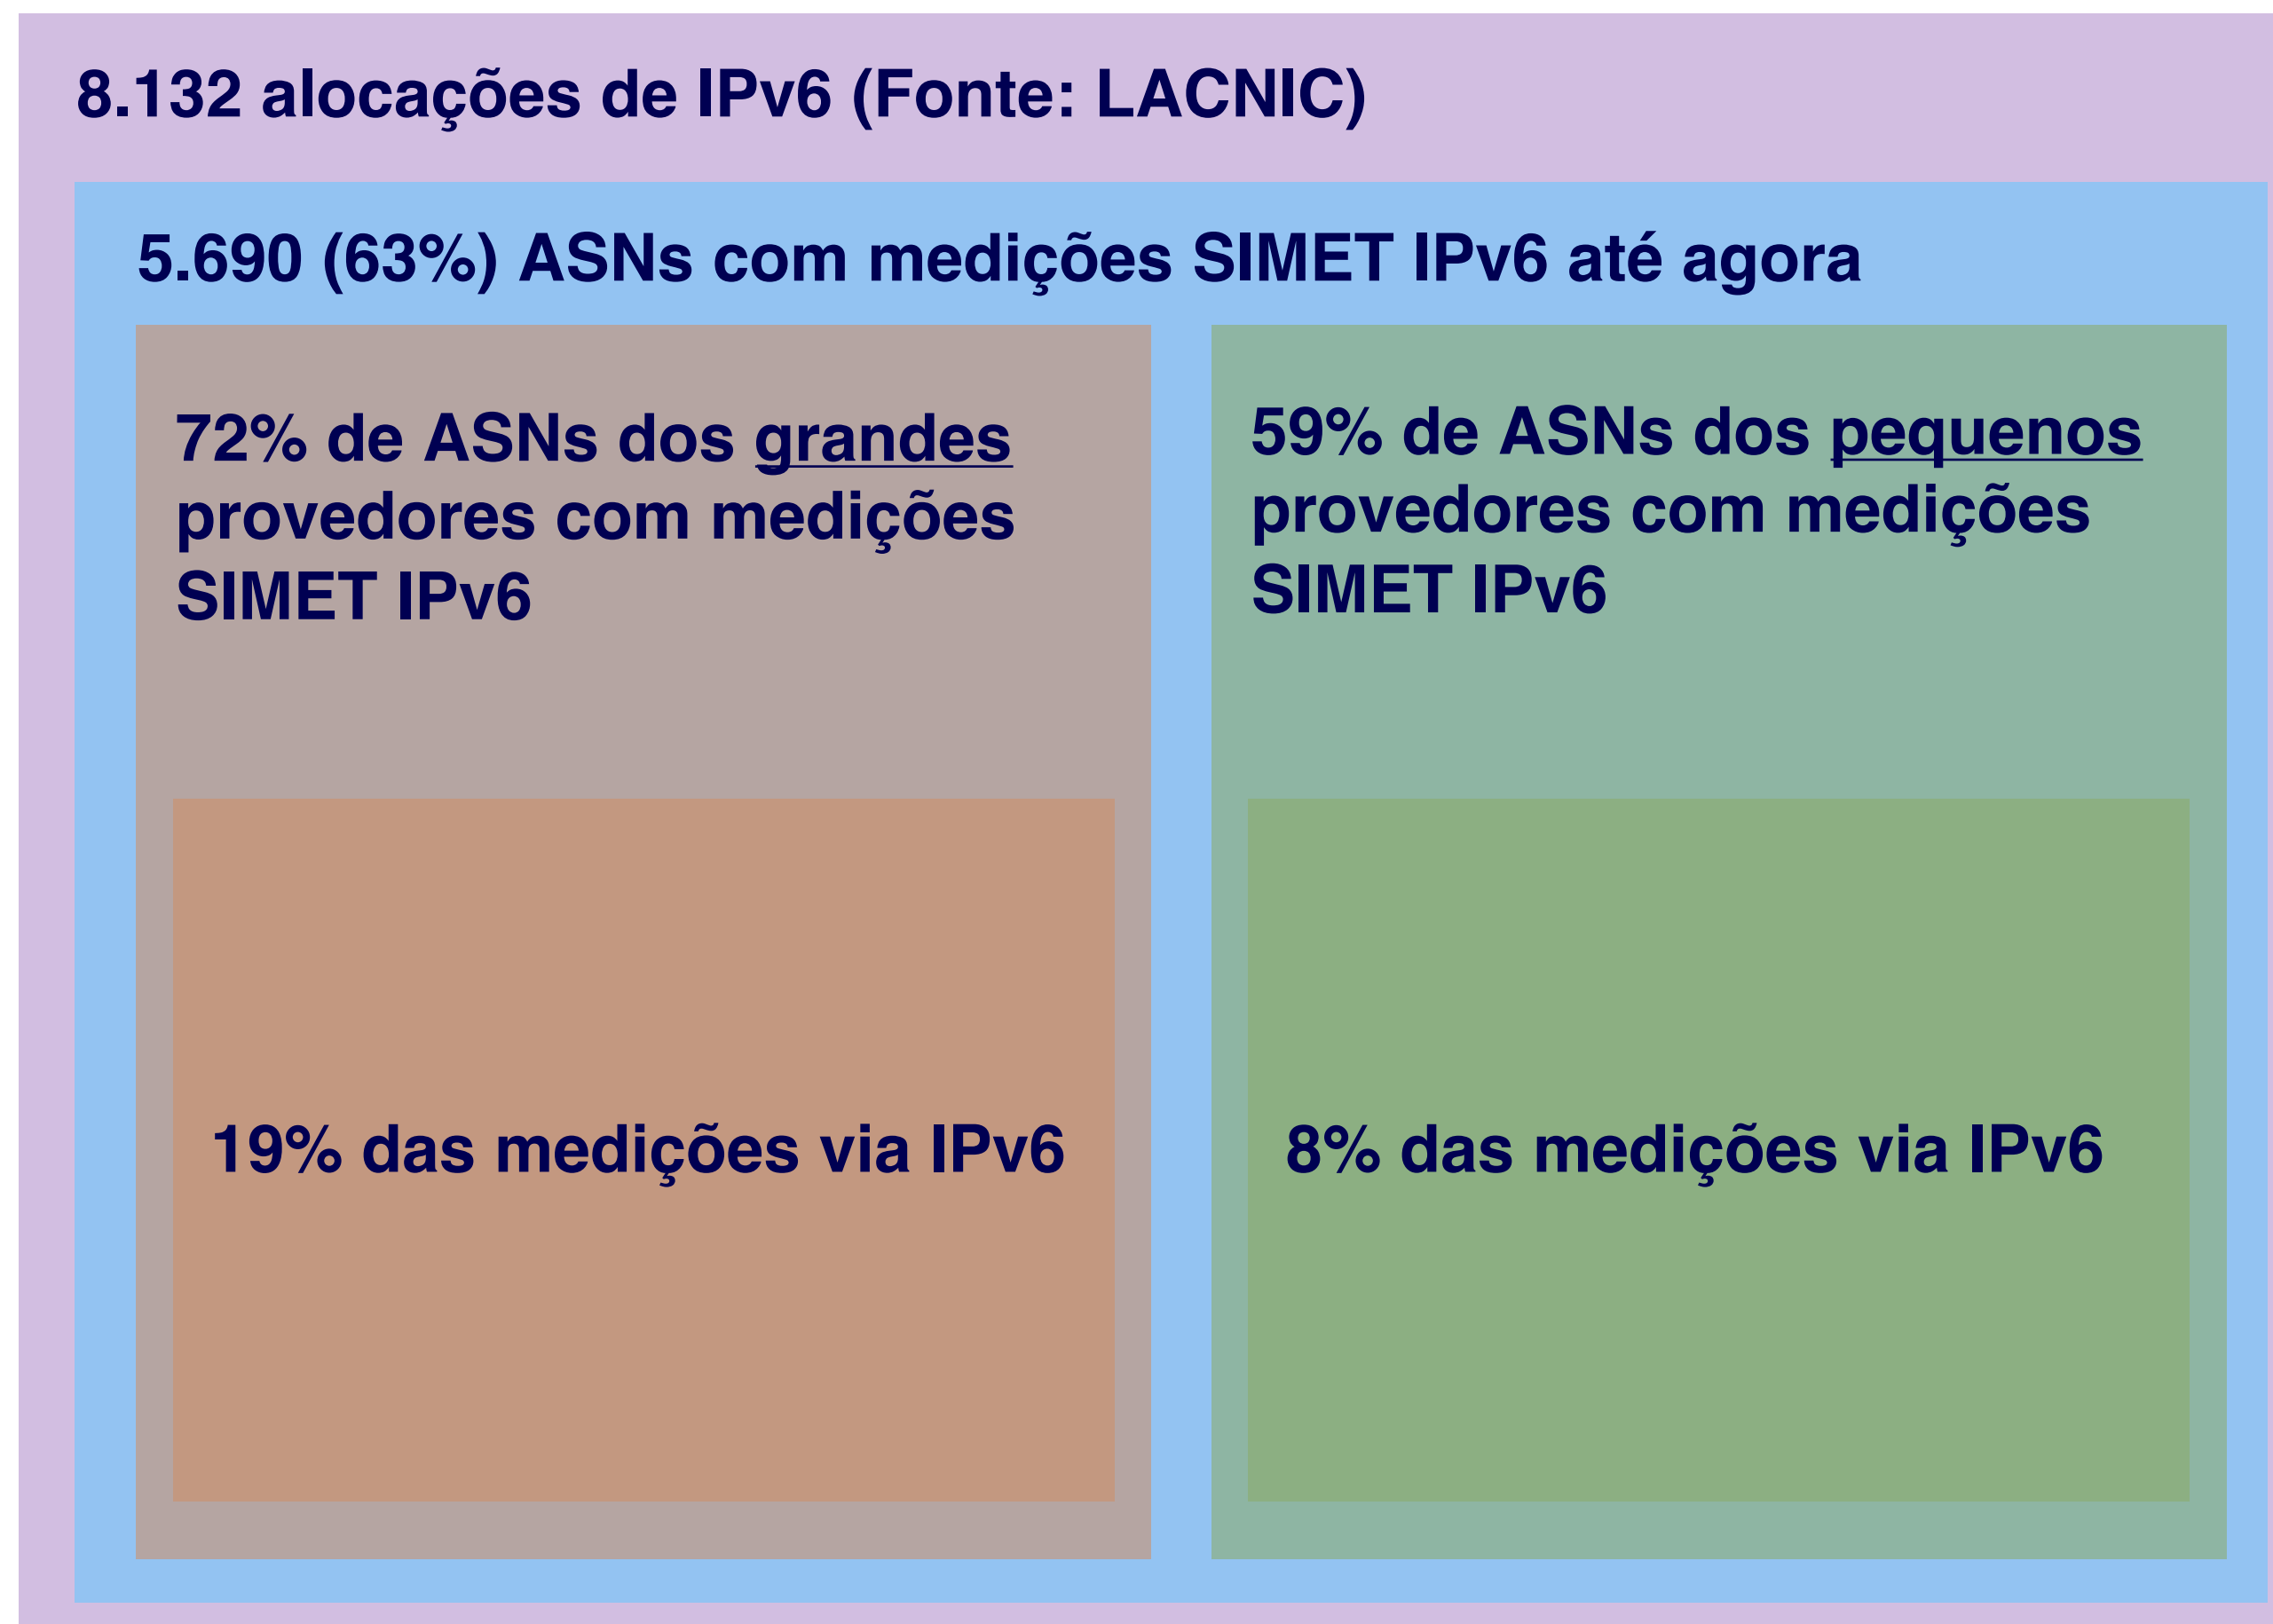 8.132 alocações de IPv6 (Fonte: LACNIC)
5.690 (63%) ASNs com medições SIMET IPv6 até agora
72% de ASNs dos grandes
provedores com medições
SIMET IPv6
59% de ASNs dos pequenos
provedores com medições
SIMET IPv6
19% das medições via IPv6
8% das medições via IPv6